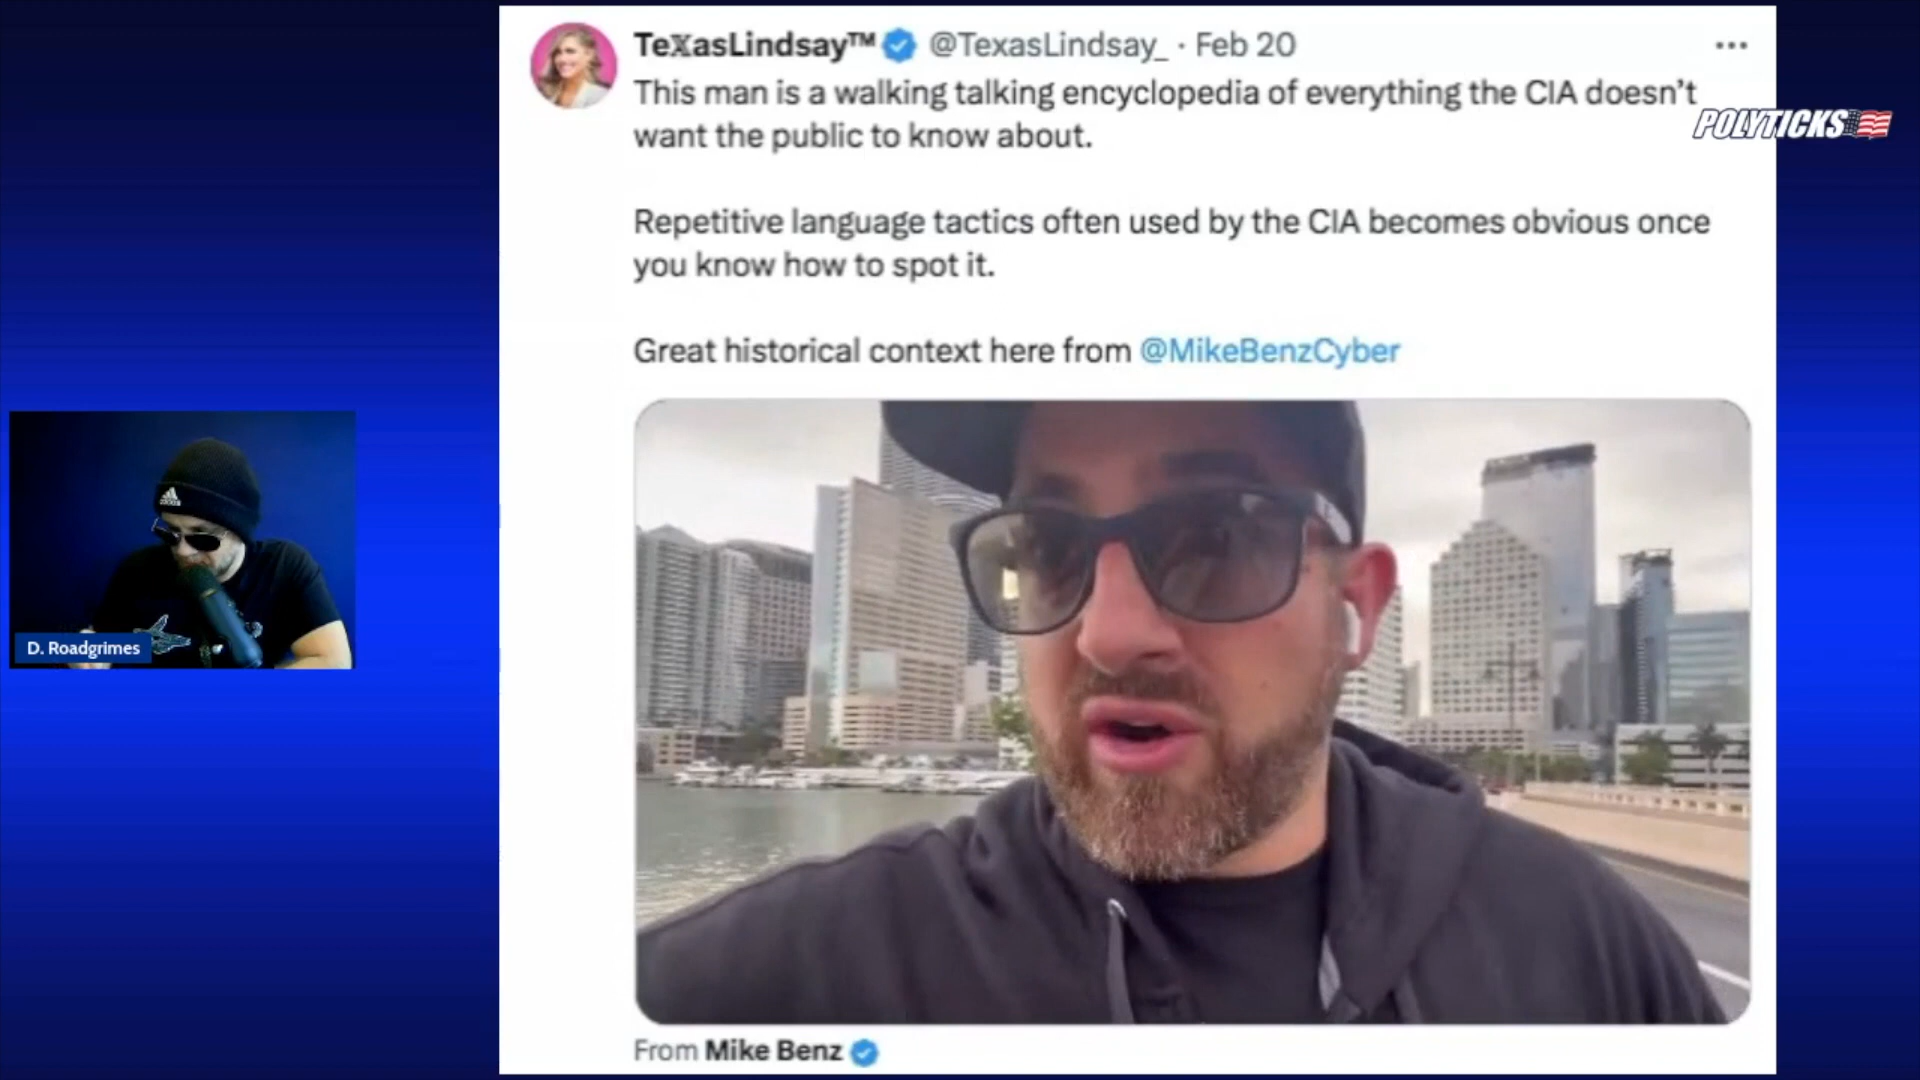 TeXasLindsay™ @TexasLindsay_ · Feb 20
This man is a walking talking encyclopedia of everything the CIA doesn't
want the public to know about.
Repetitive language tactics often used by the CIA becomes obvious once
you know how to spot it.
Great historical context here from @MikeBenzCyber
From Mike Benz
POLYTICKS
D. Roadgrimes
adidas